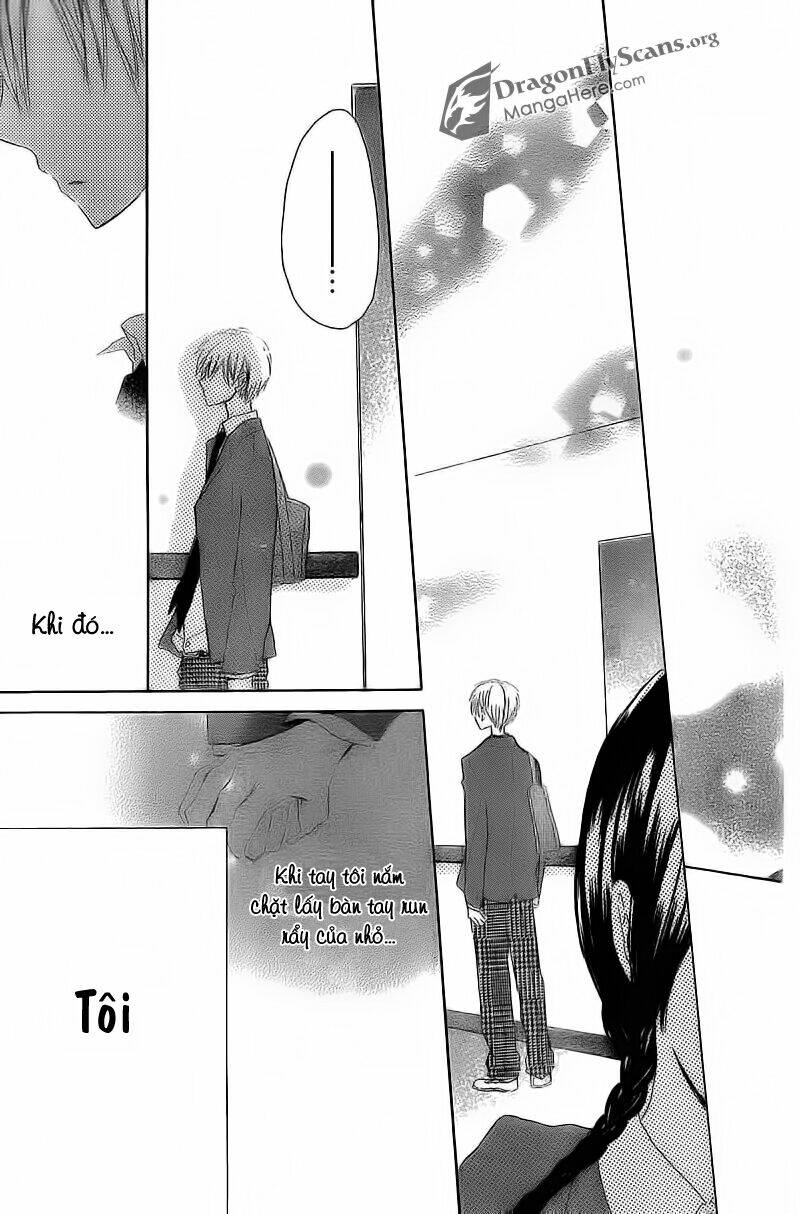 DragonFlyScans.org
MangaHere.com
Khi đó...
Khi tay tôi nắm
chặt lấy bàn tay run
rẩy của nhỏ...
Tôi